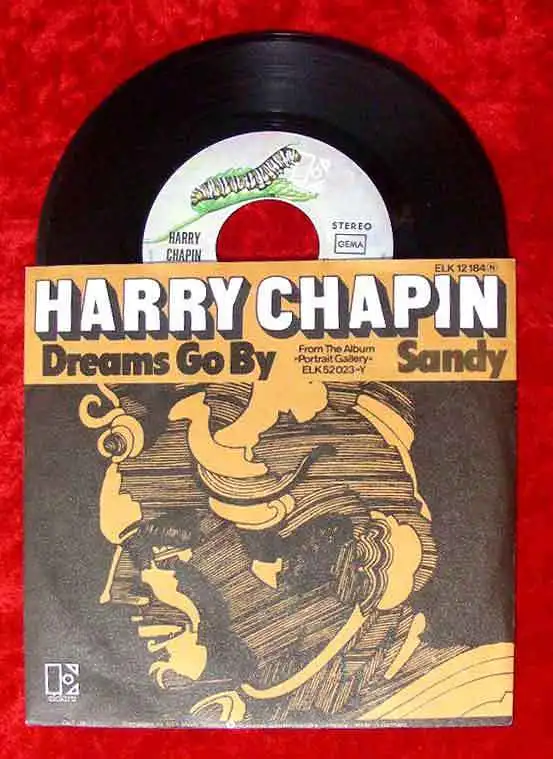 STEREO
HARRY
GEMA
CHAPIN
ELK 12 184 N
HARRY CHAPIN
Dreams Go By
From The Album
»Portrait Gallery«
ELK 52 023-Y
Sandy
elektra